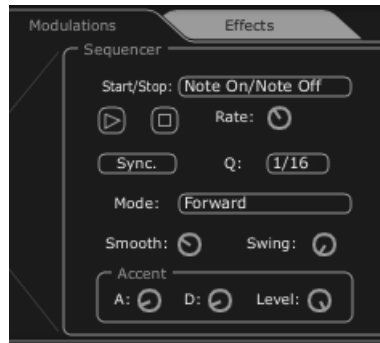 Modulations Effects
Sequencer
Start/Stop: Note On/Note Off
Rate:
Sync. Q: 1/16
Mode: Forward
Smooth: Swing:
Accent
A: D: Level: